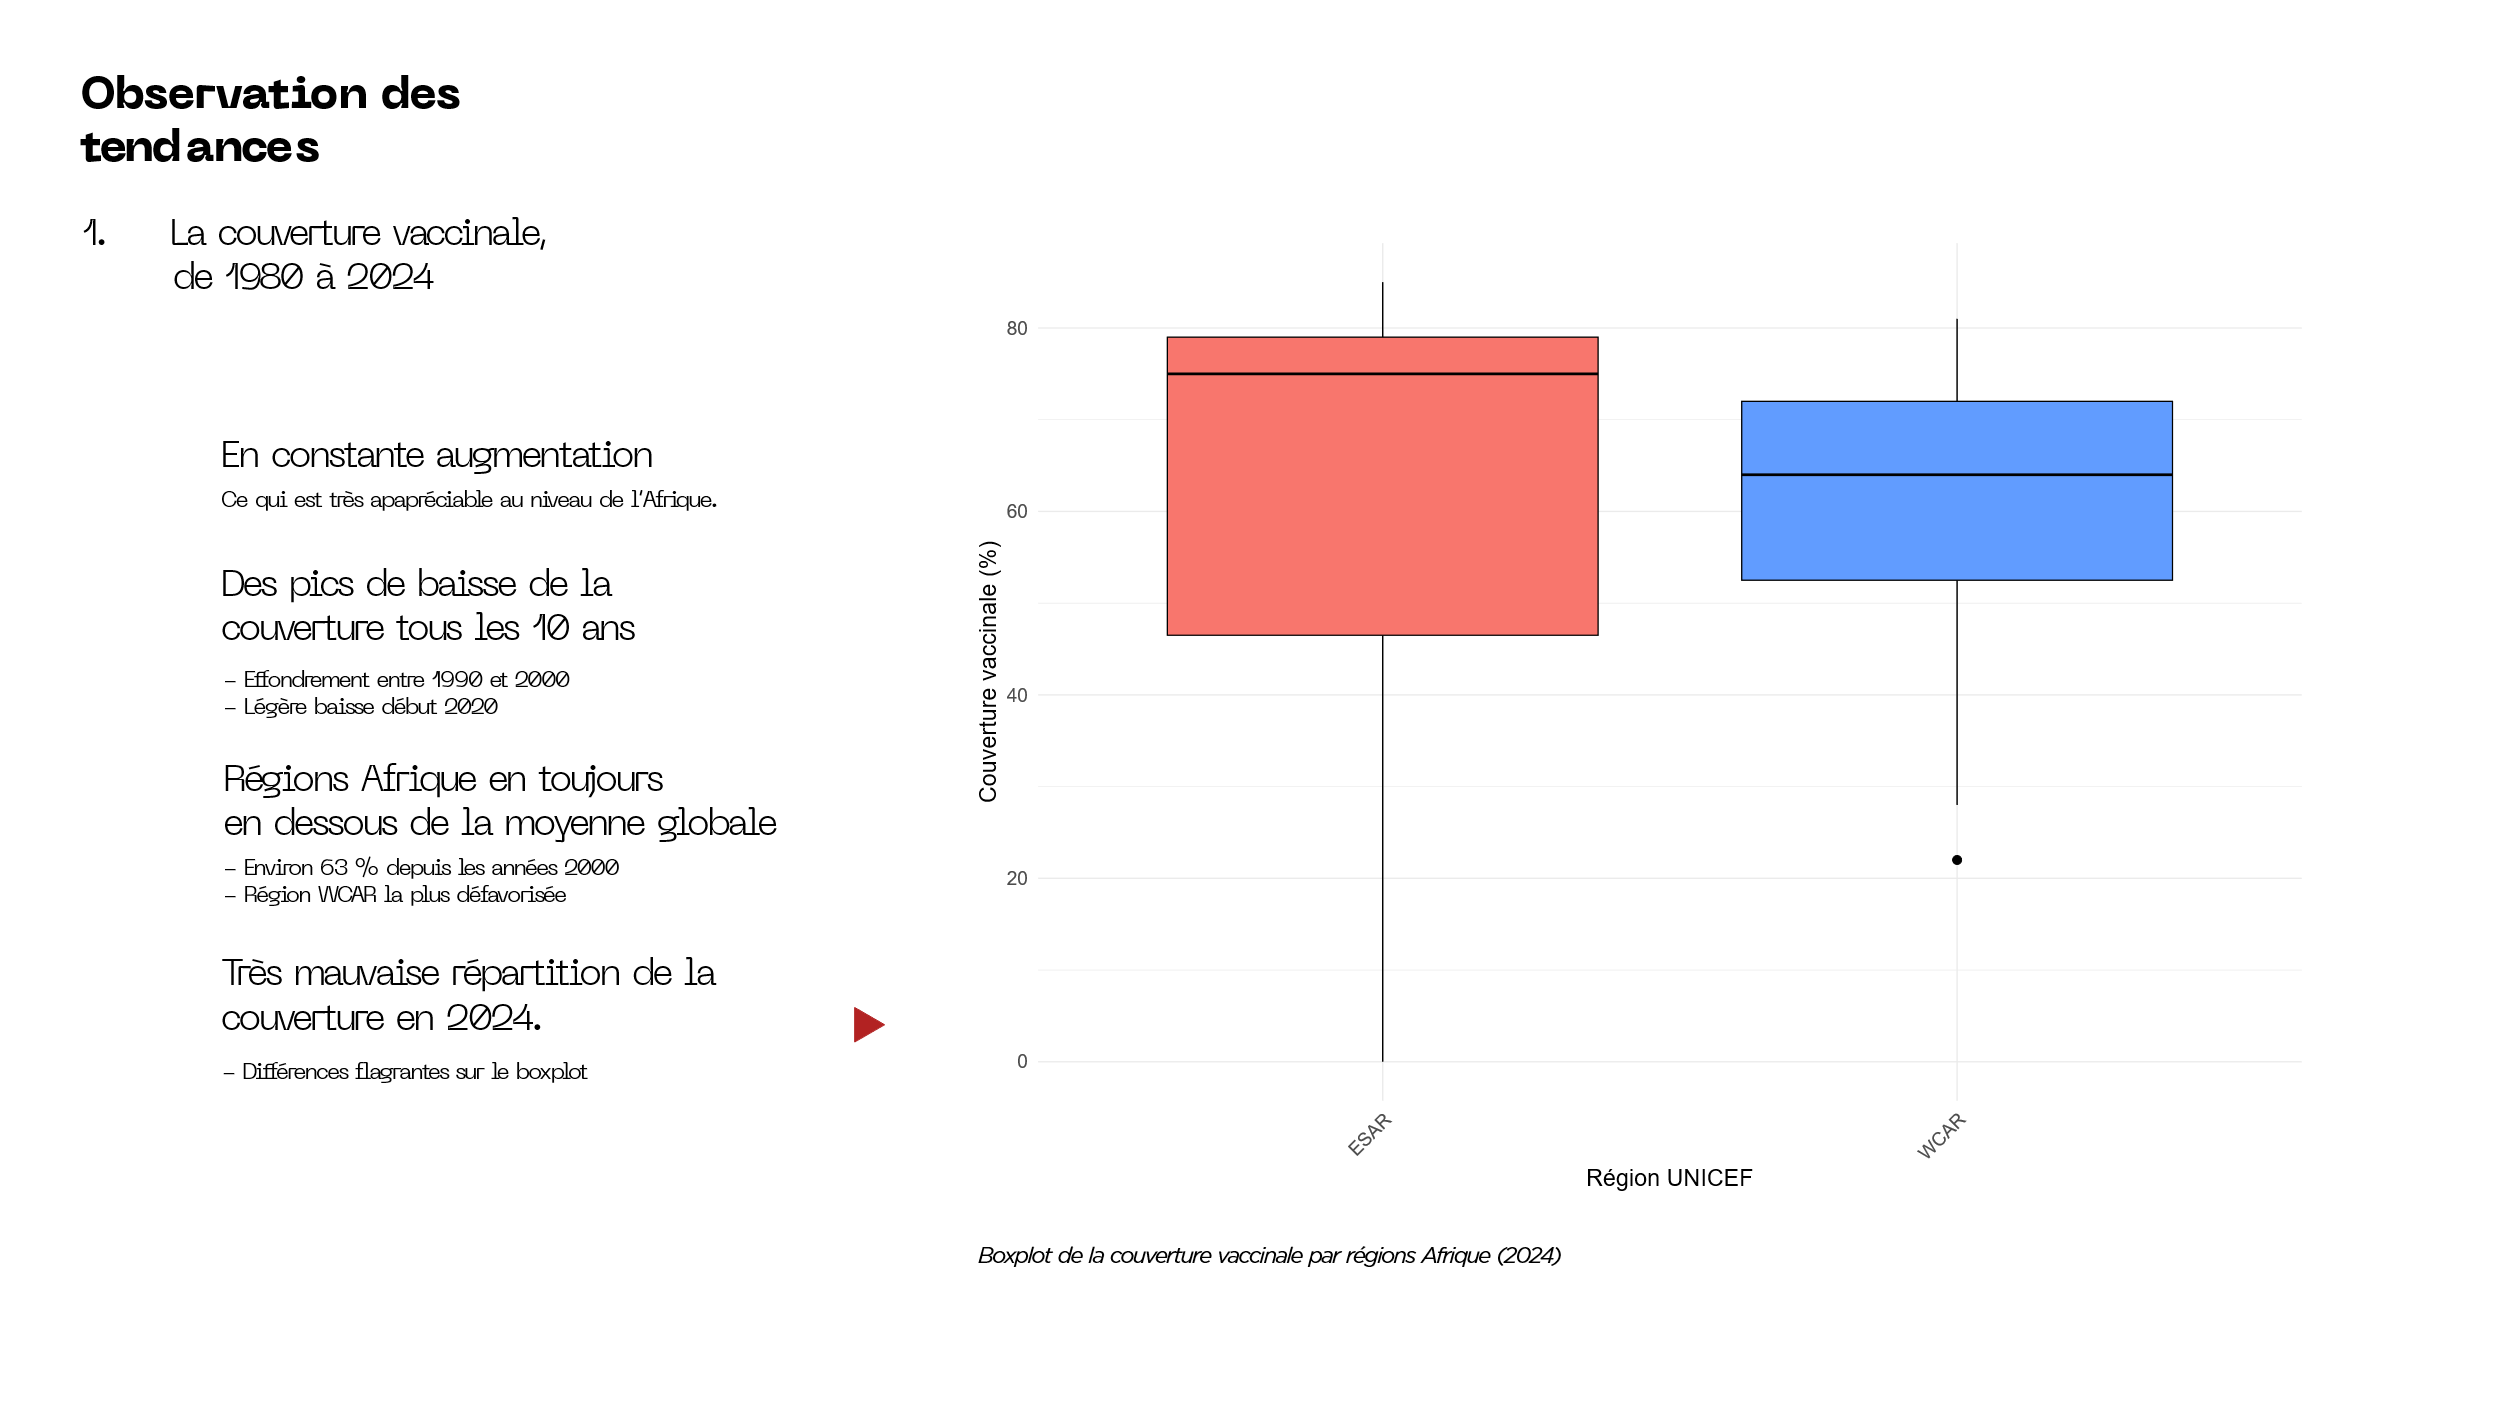 Observation des
tendances
1. La couverture vaccinale,
de 1980 à 2024
En constante augmentation
Ce qui est très apapréciable au niveau de l'Afrique.
Des pics de baisse de la
couverture tous les 10 ans
– Effondrement entre 1990 et 2000
– Légère baisse début 2020
Régions Afrique en toujours
en dessous de la moyenne globale
– Environ 63 % depuis les années 2000
– Région WCAR la plus défavorisée
Très mauvaise répartition de la
couverture en 2024.
– Différences flagrantes sur le boxplot
Couverture vaccinale (%)
80
60
40
20
0
ESAR
WCAR
Région UNICEF
Boxplot de la couverture vaccinale par régions Afrique (2024)